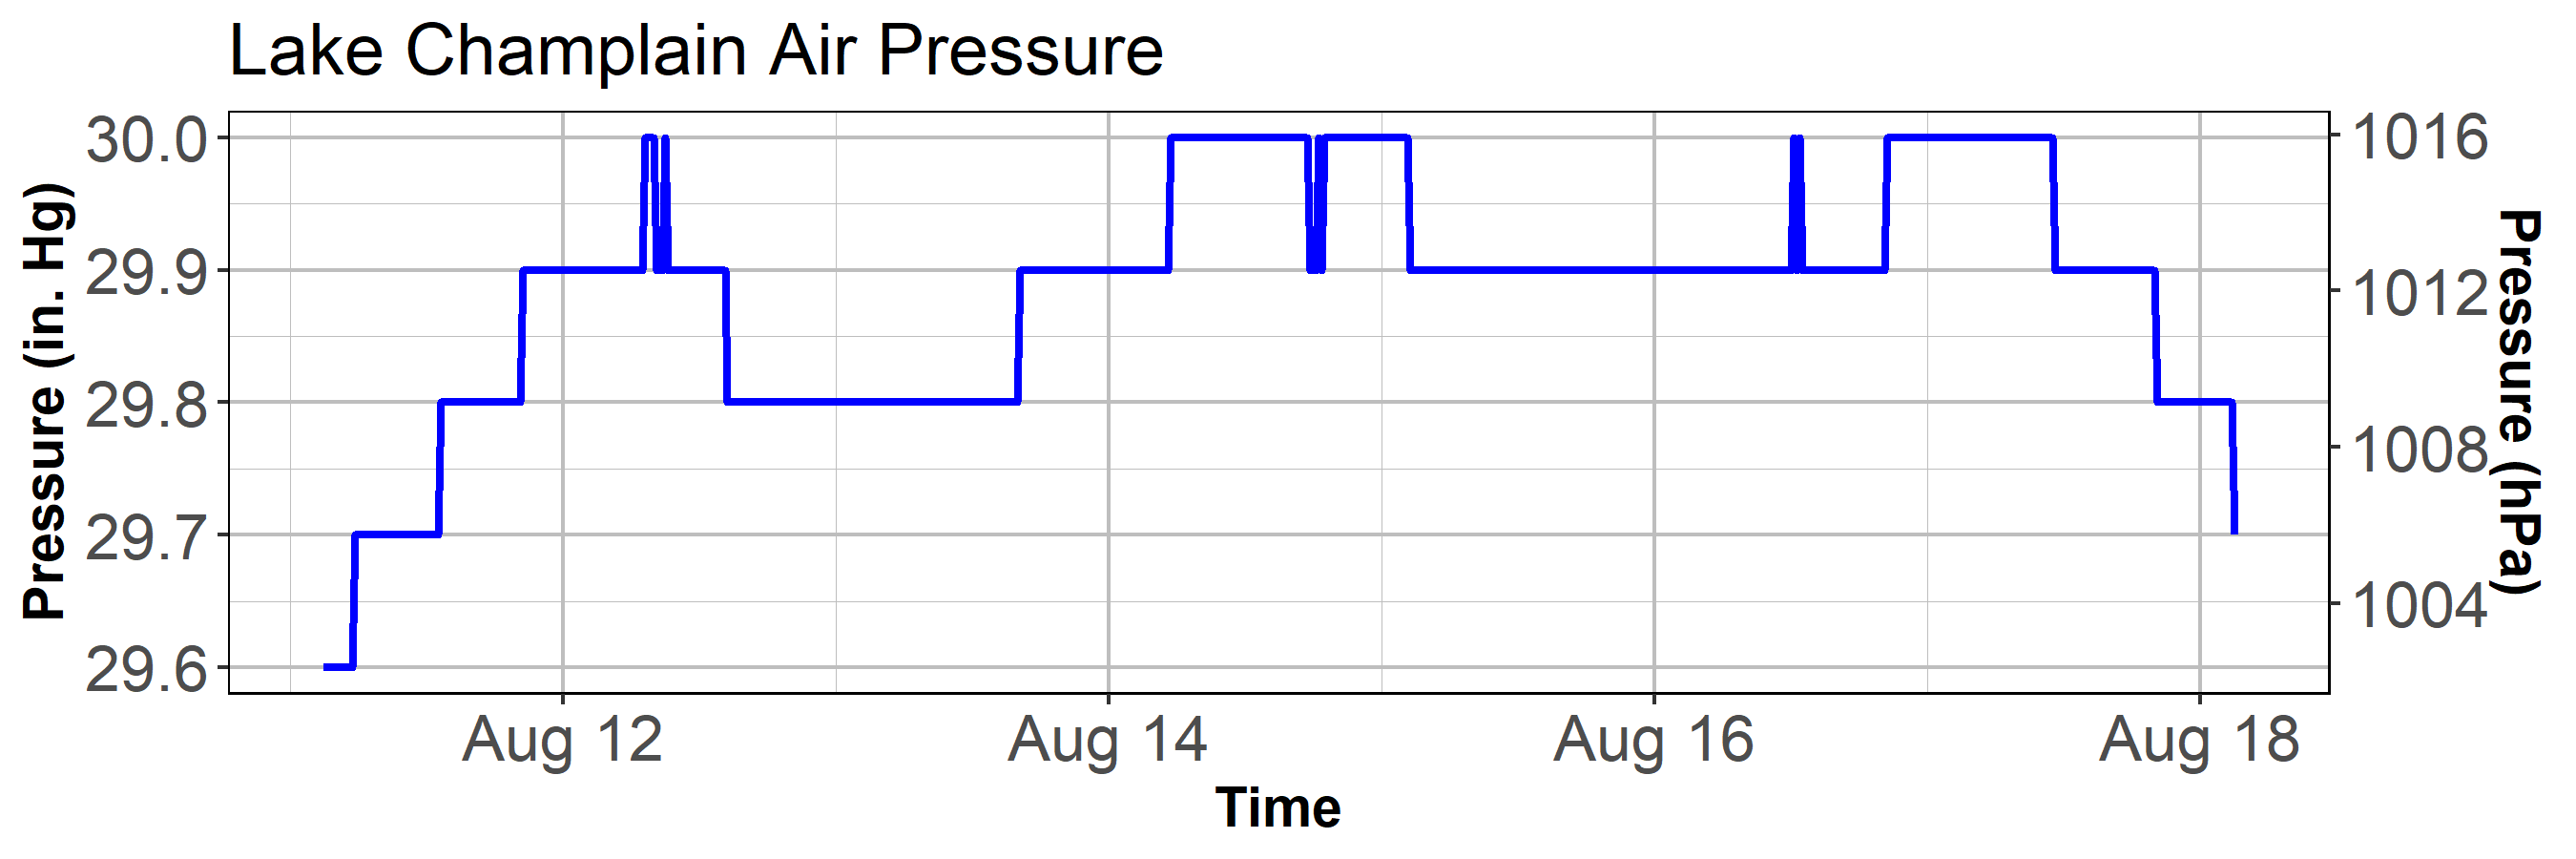 Lake Champlain Air Pressure
Pressure (in. Hg)
30.0
29.9
29.8
29.7
29.6
1016
1012
1008
1004
Pressure (hPa)
Aug 12
Aug 14
Aug 16
Aug 18
Time